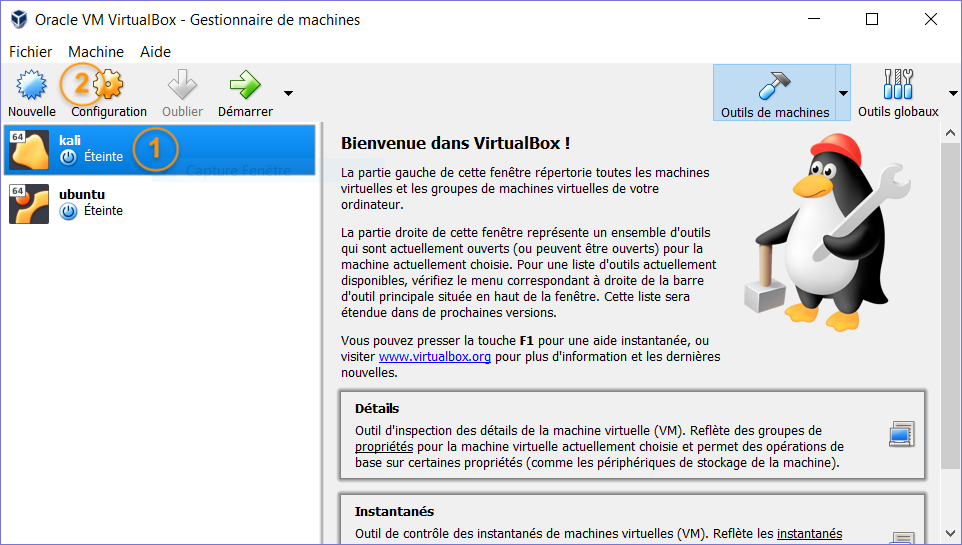 Oracle VM VirtualBox - Gestionnaire de machines
Fichier Machine Aide
2
Nouvelle Configuration Oublier Démarrer Outils de machines Outils globaux
64
kali
Éteinte
1
Capture Fenêtre
64
ubuntu
Éteinte
Bienvenue dans VirtualBox !
La partie gauche de cette fenêtre répertorie toutes les machines
virtuelles et les groupes de machines virtuelles de votre
ordinateur.
La partie droite de cette fenêtre représente un ensemble d'outils
qui sont actuellement ouverts (ou peuvent être ouverts) pour la
machine actuellement choisie. Pour une liste d'outils actuellement
disponibles, vérifiez le menu correspondant à droite de la barre
d'outil principale située en haut de la fenêtre. Cette liste sera
étendue dans de prochaines versions.
Vous pouvez presser la touche F1 pour une aide instantanée, ou
visiter www.virtualbox.org pour plus d'information et les dernières
nouvelles.
Détails
Outil d'inspection des détails de la machine virtuelle (VM). Reflète des groupes de
propriétés pour la machine virtuelle actuellement choisie et permet des opérations de
base sur certaines propriétés (comme les périphériques de stockage de la machine).
Instantanés
Outil de contrôle des instantanés de machines virtuelles (VM). Reflète les instantanés